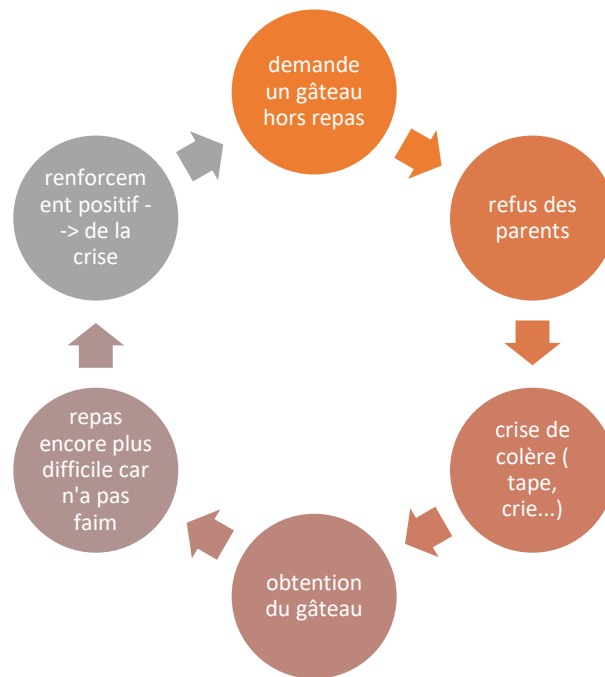 demande
un gâteau
hors repas
refus des
parents
crise de
colère (
tape,
crie...)
obtention
du gâteau
repas
encore plus
difficile car
n'a pas
faim
renforcem
ent positif -
-> de la
crise